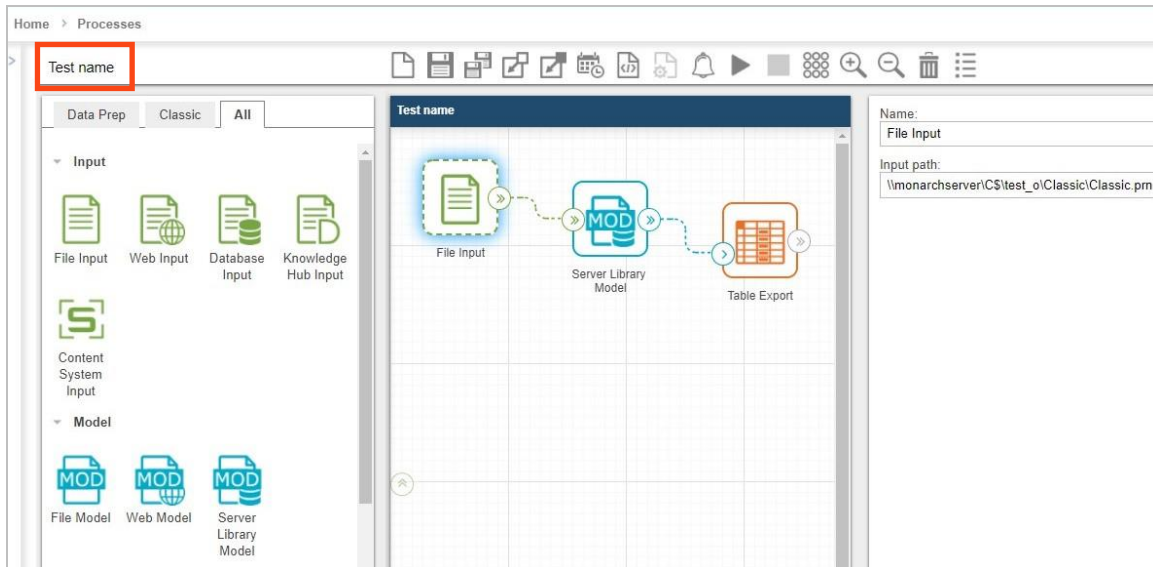 Home > Processes
Test name
Data Prep
Classic
All
Test name
Name:
File Input
Input path:
\\monarchserver\C$\test_o\Classic\Classic.prn
Input
File Input
Web Input
Database
Input
Knowledge
Hub Input
S
Content
System
Input
Model
MOD
MOD
MOD
File Model
Web Model
Server
Library
Model
File Input
MOD
Server Library
Model
Table Export